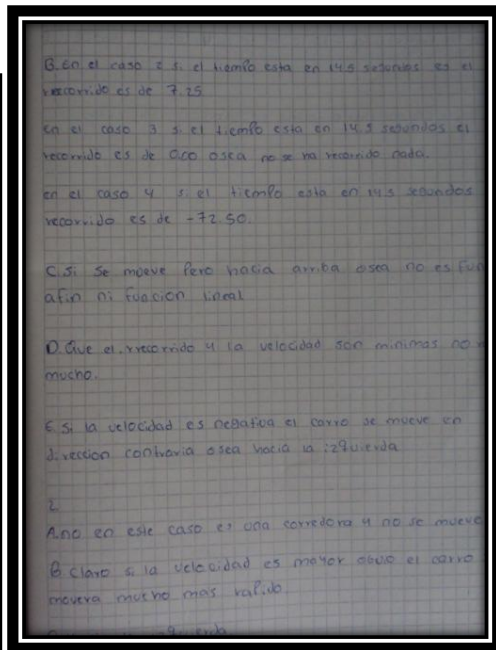 B. en el caso 2 si el tiempo esta en 14.5 segundos es el
recorrido es de 7.25
en el caso 3 si el tiempo esta en 14.5 segundos el
recorrido es de 0.00 osea no se ha recorrido nada.
en el caso 4 si el tiempo esta en 14.5 segundos
recorrido es de -72.50.
C. Si se mueve pero hacia arriba osea no es fun
afin ni funcion lineal
D. Que el recorrido y la velocidad son minimas no
mucho.
E. Si la velocidad es negativa el carro se mueve en
direccion contraria osea hacia la izquierda
2
A. no en este caso es una corredora y no se mueve
B. Claro si la velocidad es mayor obvio el carro
movera mucho mas rapido